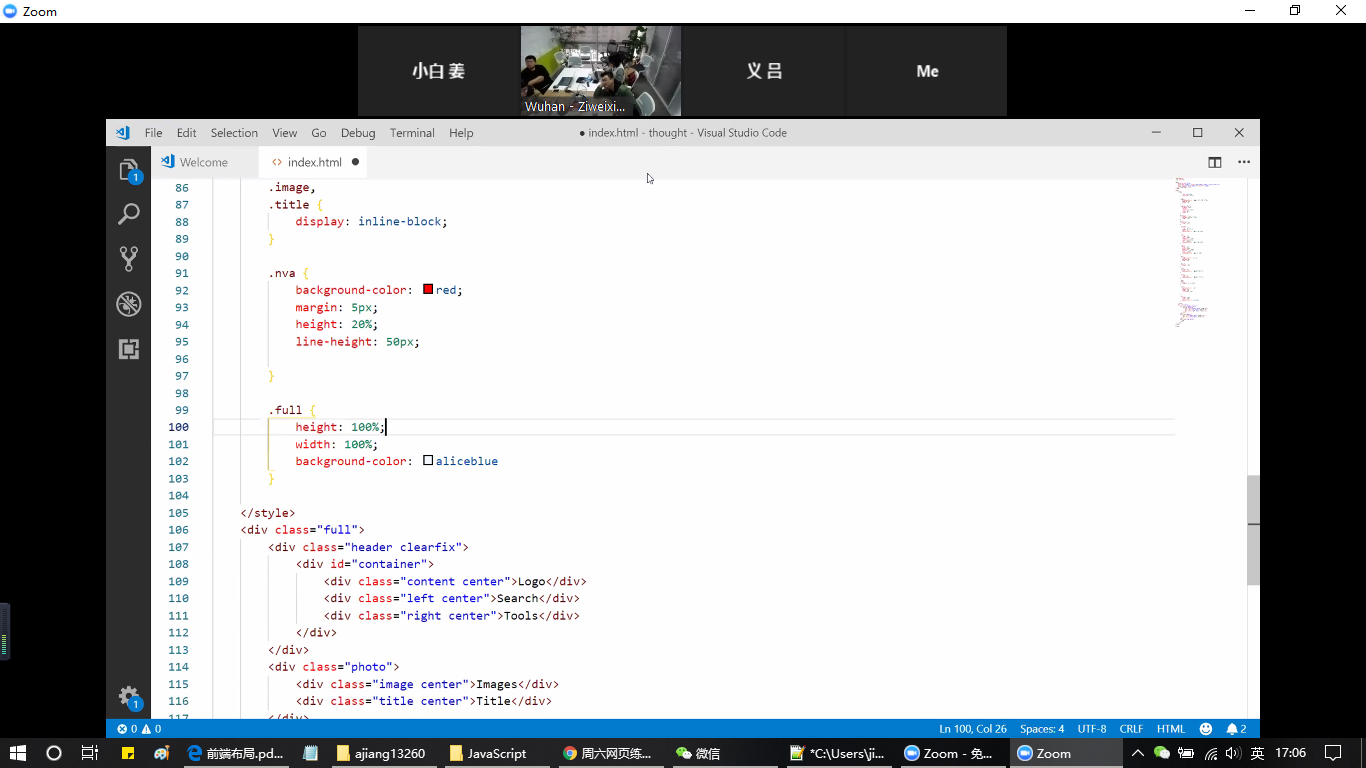 Zoom
小白 姜
Wuhan - Ziweixi...
义 吕
Me
File Edit Selection View Go Debug Terminal Help
● index.html - thought - Visual Studio Code
Welcome
<> index.html ●
1
86 .image,
87 .title {
88 display: inline-block;
89 }
90
91 .nva {
92 background-color: red;
93 margin: 5px;
94 height: 20%;
95 line-height: 50px;
96
97 }
98
99 .full {
100 height: 100%;
101 width: 100%;
102 background-color: aliceblue
103 }
104
105 </style>
106 <div class="full">
107 <div class="header clearfix">
108 <div id="container">
109 <div class="content center">Logo</div>
110 <div class="left center">Search</div>
111 <div class="right center">Tools</div>
112 </div>
113 </div>
114 <div class="photo">
115 <div class="image center">Images</div>
116 <div class="title center">Title</div>
117 </div>
1
0 0
Ln 100, Col 26 Spaces: 4 UTF-8 CRLF HTML 2
前端布局.pd... ajiang13260 JavaScript 周六网页练... 微信 *C:\Users\ji... Zoom - 免... Zoom 英 17:06